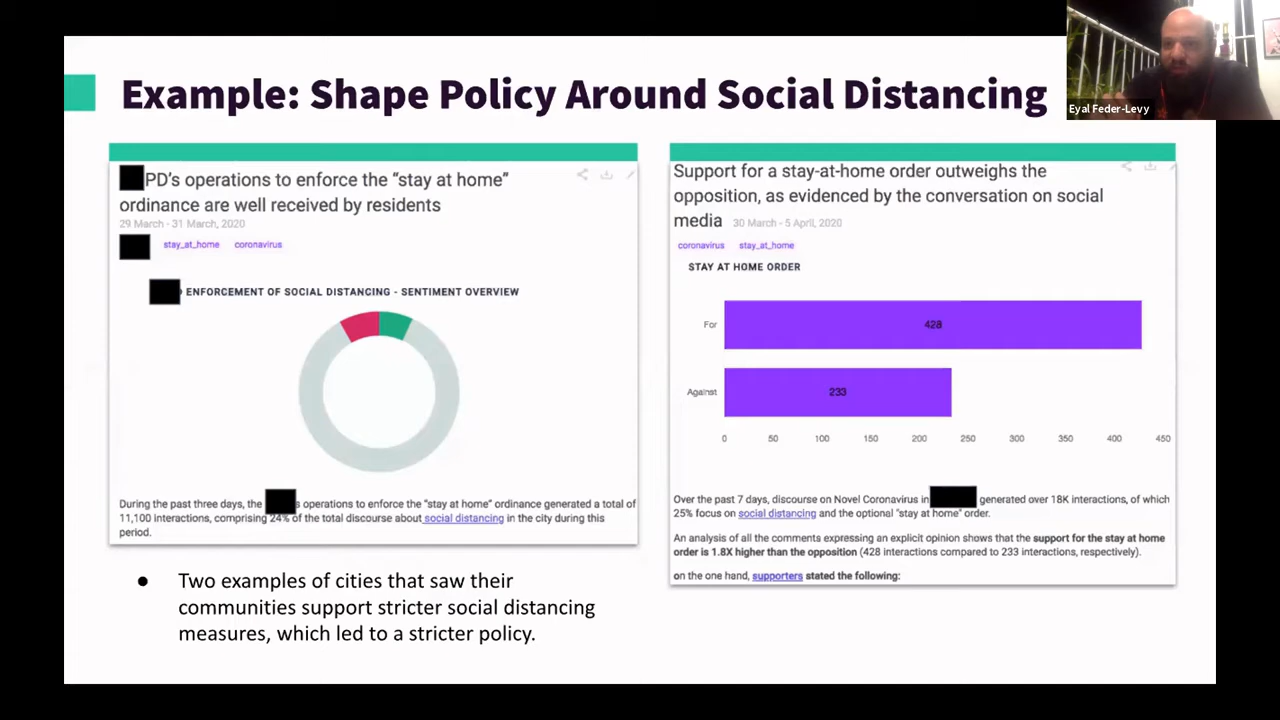 Example: Shape Policy Around Social Distancing
Eyal Feder-Levy
PD's operations to enforce the “stay at home”
ordinance are well received by residents
29 March - 31 March, 2020
stay_at_home coronavirus
ENFORCEMENT OF SOCIAL DISTANCING - SENTIMENT OVERVIEW
During the past three days, the operations to enforce the “stay at home” ordinance generated a total of
11,100 interactions, comprising 24% of the total discourse about social distancing in the city during this
period.
● Two examples of cities that saw their
communities support stricter social distancing
measures, which led to a stricter policy.
Support for a stay-at-home order outweighs the
opposition, as evidenced by the conversation on social
media 30 March - 5 April, 2020
coronavirus stay_at_home
STAY AT HOME ORDER
For 428
Against 233
0 50 100 150 200 250 300 350 400 450
Over the past 7 days, discourse on Novel Coronavirus in generated over 18K interactions, of which
25% focus on social distancing and the optional “stay at home” order.
An analysis of all the comments expressing an explicit opinion shows that the support for the stay at home
order is 1.8X higher than the opposition (428 interactions compared to 233 interactions, respectively).
on the one hand, supporters stated the following: